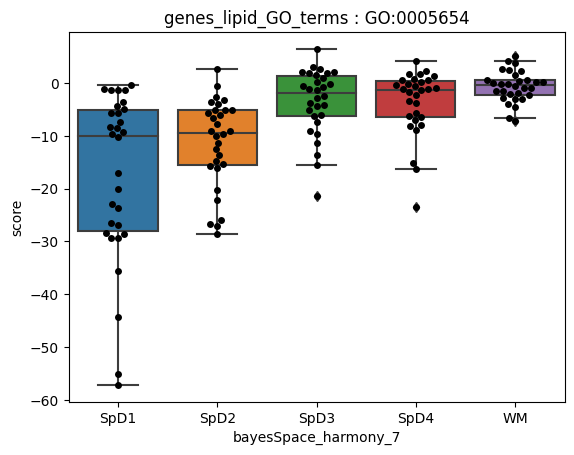 genes_lipid_GO_terms : GO:0005654
score
0
−10
−20
−30
−40
−50
−60
SpD1 SpD2 SpD3 SpD4 WM
bayesSpace_harmony_7